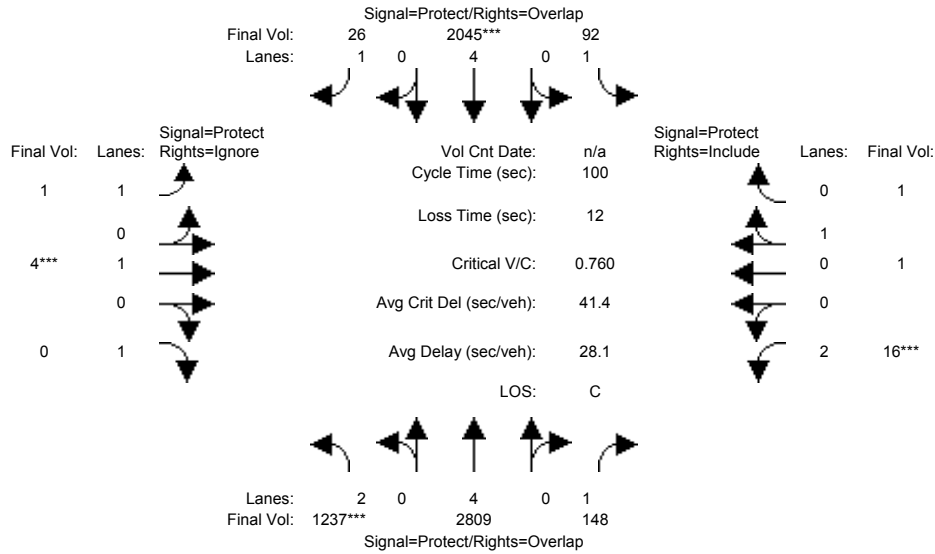 Signal=Protect/Rights=Overlap
Final Vol: 26 2045*** 92
Lanes: 1 0 4 0 1
Signal=Protect Signal=Protect
Final Vol: Lanes: Rights=Ignore Vol Cnt Date: n/a Rights=Include Lanes: Final Vol:
Cycle Time (sec): 100
1 1 0 1
Loss Time (sec): 12
0 1
4*** 1 Critical V/C: 0.760 0 1
0 Avg Crit Del (sec/veh): 41.4 0
0 1 Avg Delay (sec/veh): 28.1 2 16***
LOS: C
Lanes: 2 0 4 0 1
Final Vol: 1237*** 2809 148
Signal=Protect/Rights=Overlap